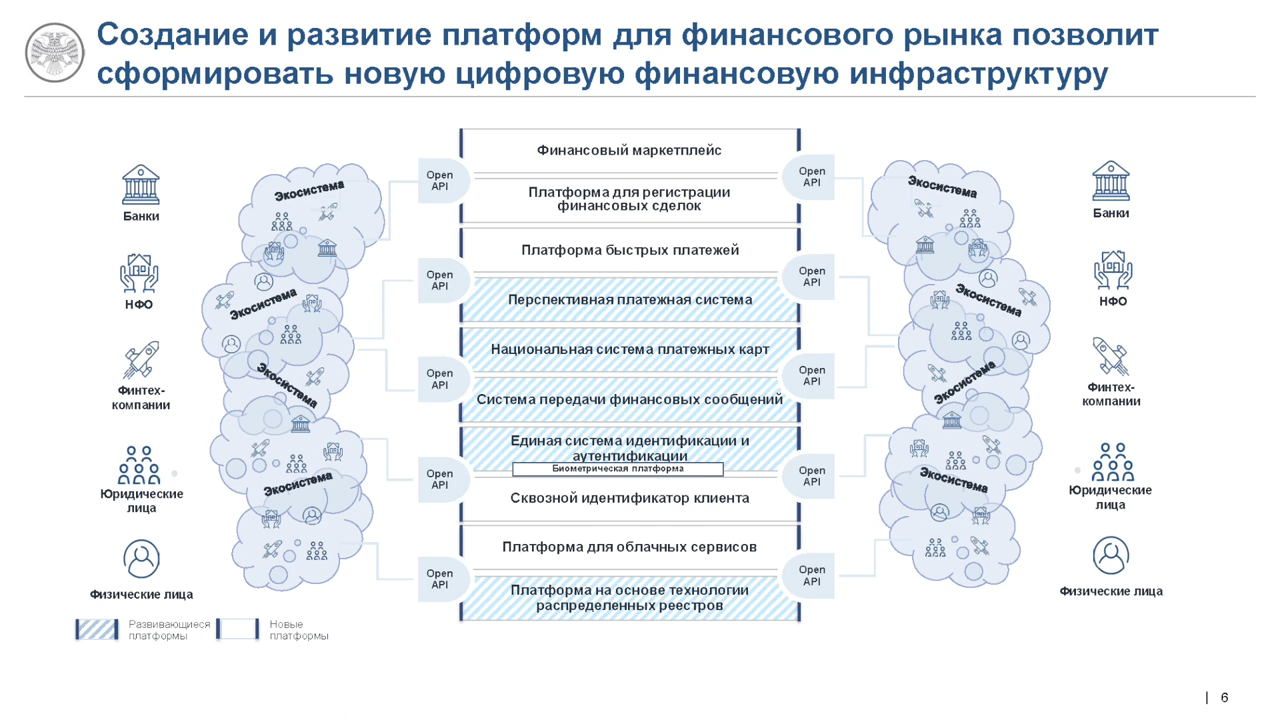 Создание и развитие платформ для финансового рынка позволит
сформировать новую цифровую финансовую инфраструктуру
Банки
НФО
Финтех-
компании
Юридические
лица
Физические лица
Экосистема
Экосистема
Экосистема
Экосистема
Open
API
Open
API
Open
API
Open
API
Open
API
Финансовый маркетплейс
Платформа для регистрации
финансовых сделок
Платформа быстрых платежей
Перспективная платежная система
Национальная система платежных карт
Система передачи финансовых сообщений
Единая система идентификации и
аутентификации
Биометрическая платформа
Сквозной идентификатор клиента
Платформа для облачных сервисов
Платформа на основе технологии
распределенных реестров
Open
API
Open
API
Open
API
Open
API
Open
API
Экосистема
Экосистема
Экосистема
Экосистема
Банки
НФО
Финтех-
компании
Юридические
лица
Физические лица
Развивающиеся
платформы
Новые
платформы
| 6